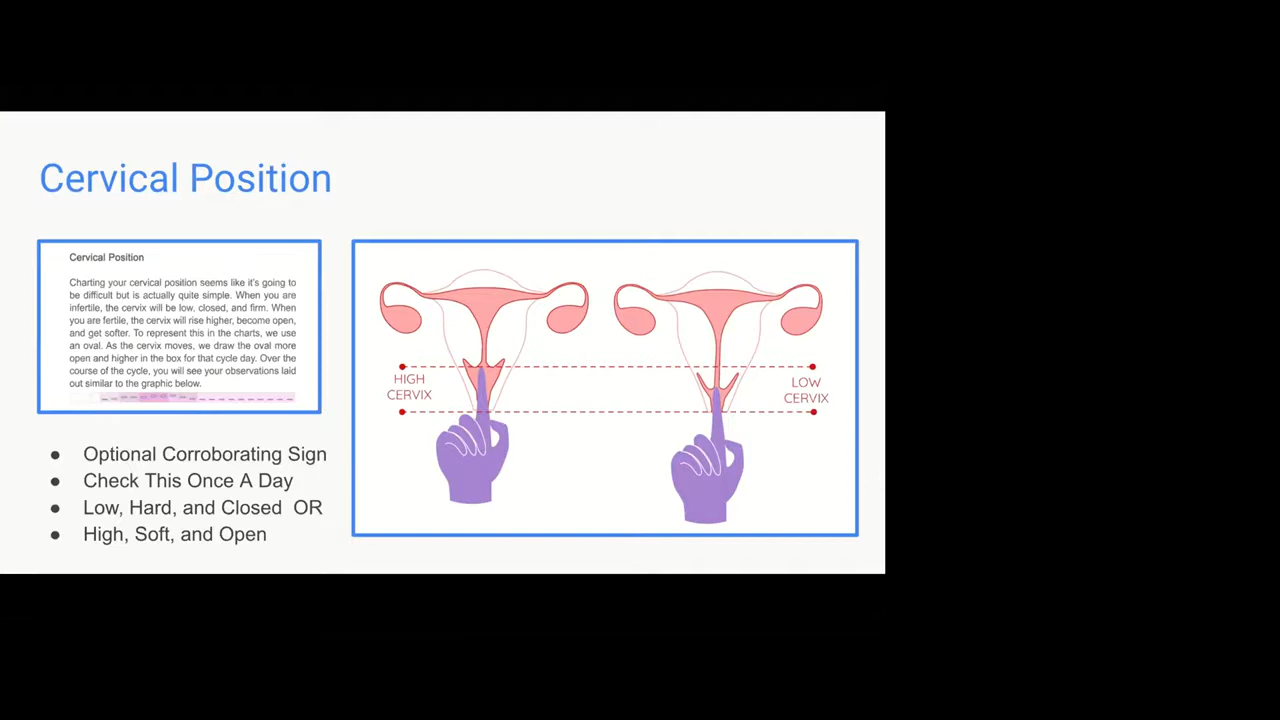 Cervical Position
Cervical Position
Charting your cervical position seems like it's going to
be difficult but is actually quite simple. When you are
infertile, the cervix will be low. closed, and firm. When
you are fertile, the cervix will rise higher, become open,
and get softer. To represent this in the charts, we use
an oval. As the cervix moves, we draw the oval more
open and higher in the box for that cycle day. Over the
course of the cycle, you will see your observations laid
out similar to the graphic below.
● Optional Corroborating Sign
● Check This Once A Day
● Low, Hard, and Closed OR
● High, Soft, and Open
HIGH
CERVIX
LOW
CERVIX